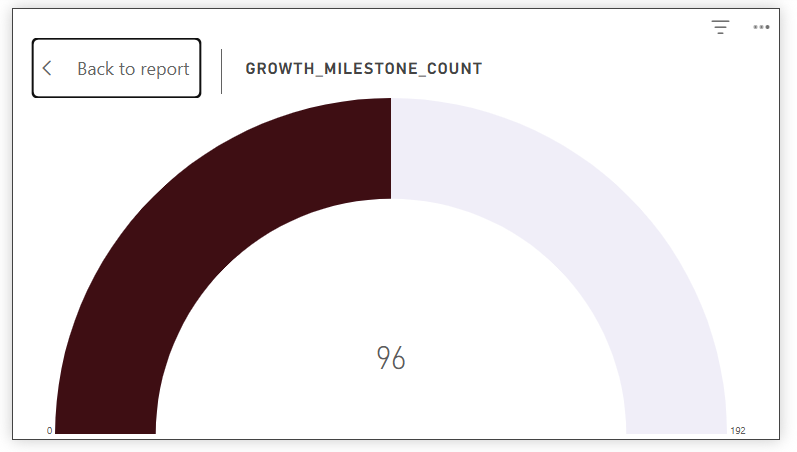 Back to report
GROWTH_MILESTONE_COUNT
96
0
192